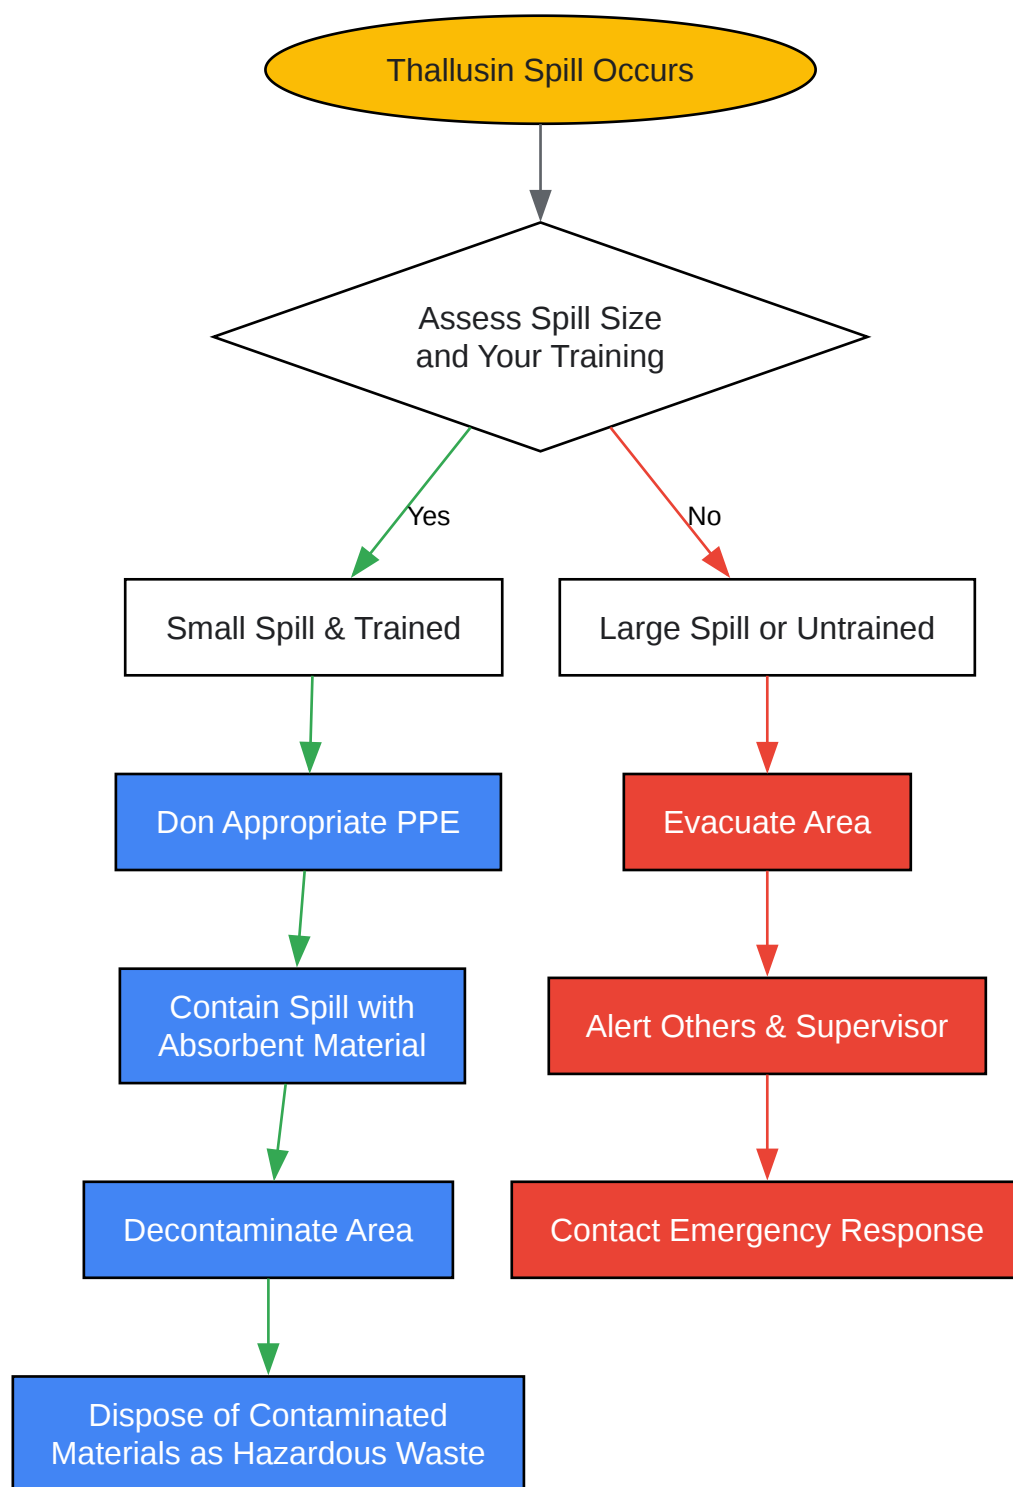 Thallusin Spill Occurs
Assess Spill Size
and Your Training
Yes
No
Small Spill & Trained
Large Spill or Untrained
Don Appropriate PPE
Evacuate Area
Contain Spill with
Absorbent Material
Alert Others & Supervisor
Decontaminate Area
Contact Emergency Response
Dispose of Contaminated
Materials as Hazardous Waste